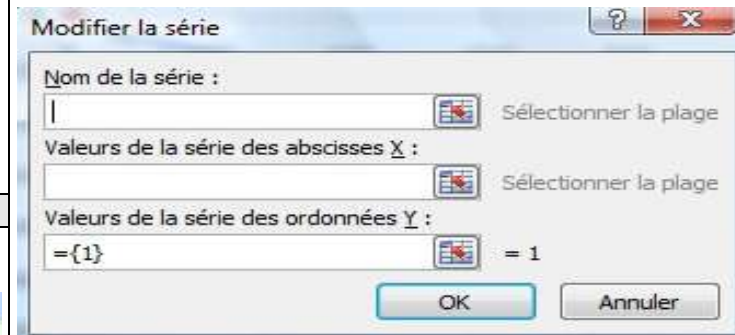 Modifier la série
Nom de la série :
Sélectionner la plage
Valeurs de la série des abscisses X :
Sélectionner la plage
Valeurs de la série des ordonnées Y :
={1} = 1
OK Annuler